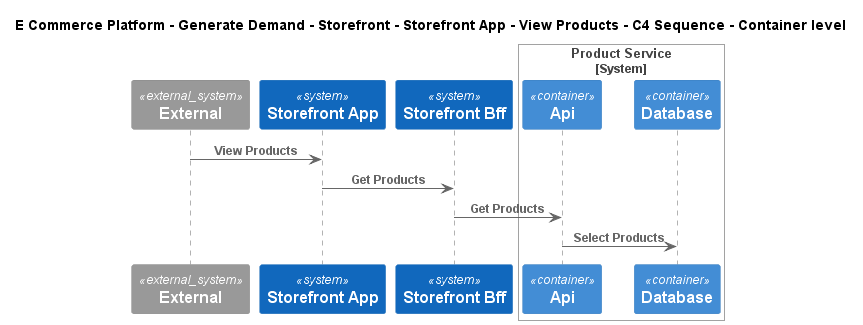 E Commerce Platform - Generate Demand - Storefront - Storefront App - View Products - C4 Sequence - Container level
Product Service
[System]
«external_system»
External
«system»
Storefront App
«system»
Storefront Bff
«container»
Api
«container»
Database
View Products
Get Products
Get Products
Select Products
«external_system»
External
«system»
Storefront App
«system»
Storefront Bff
«container»
Api
«container»
Database